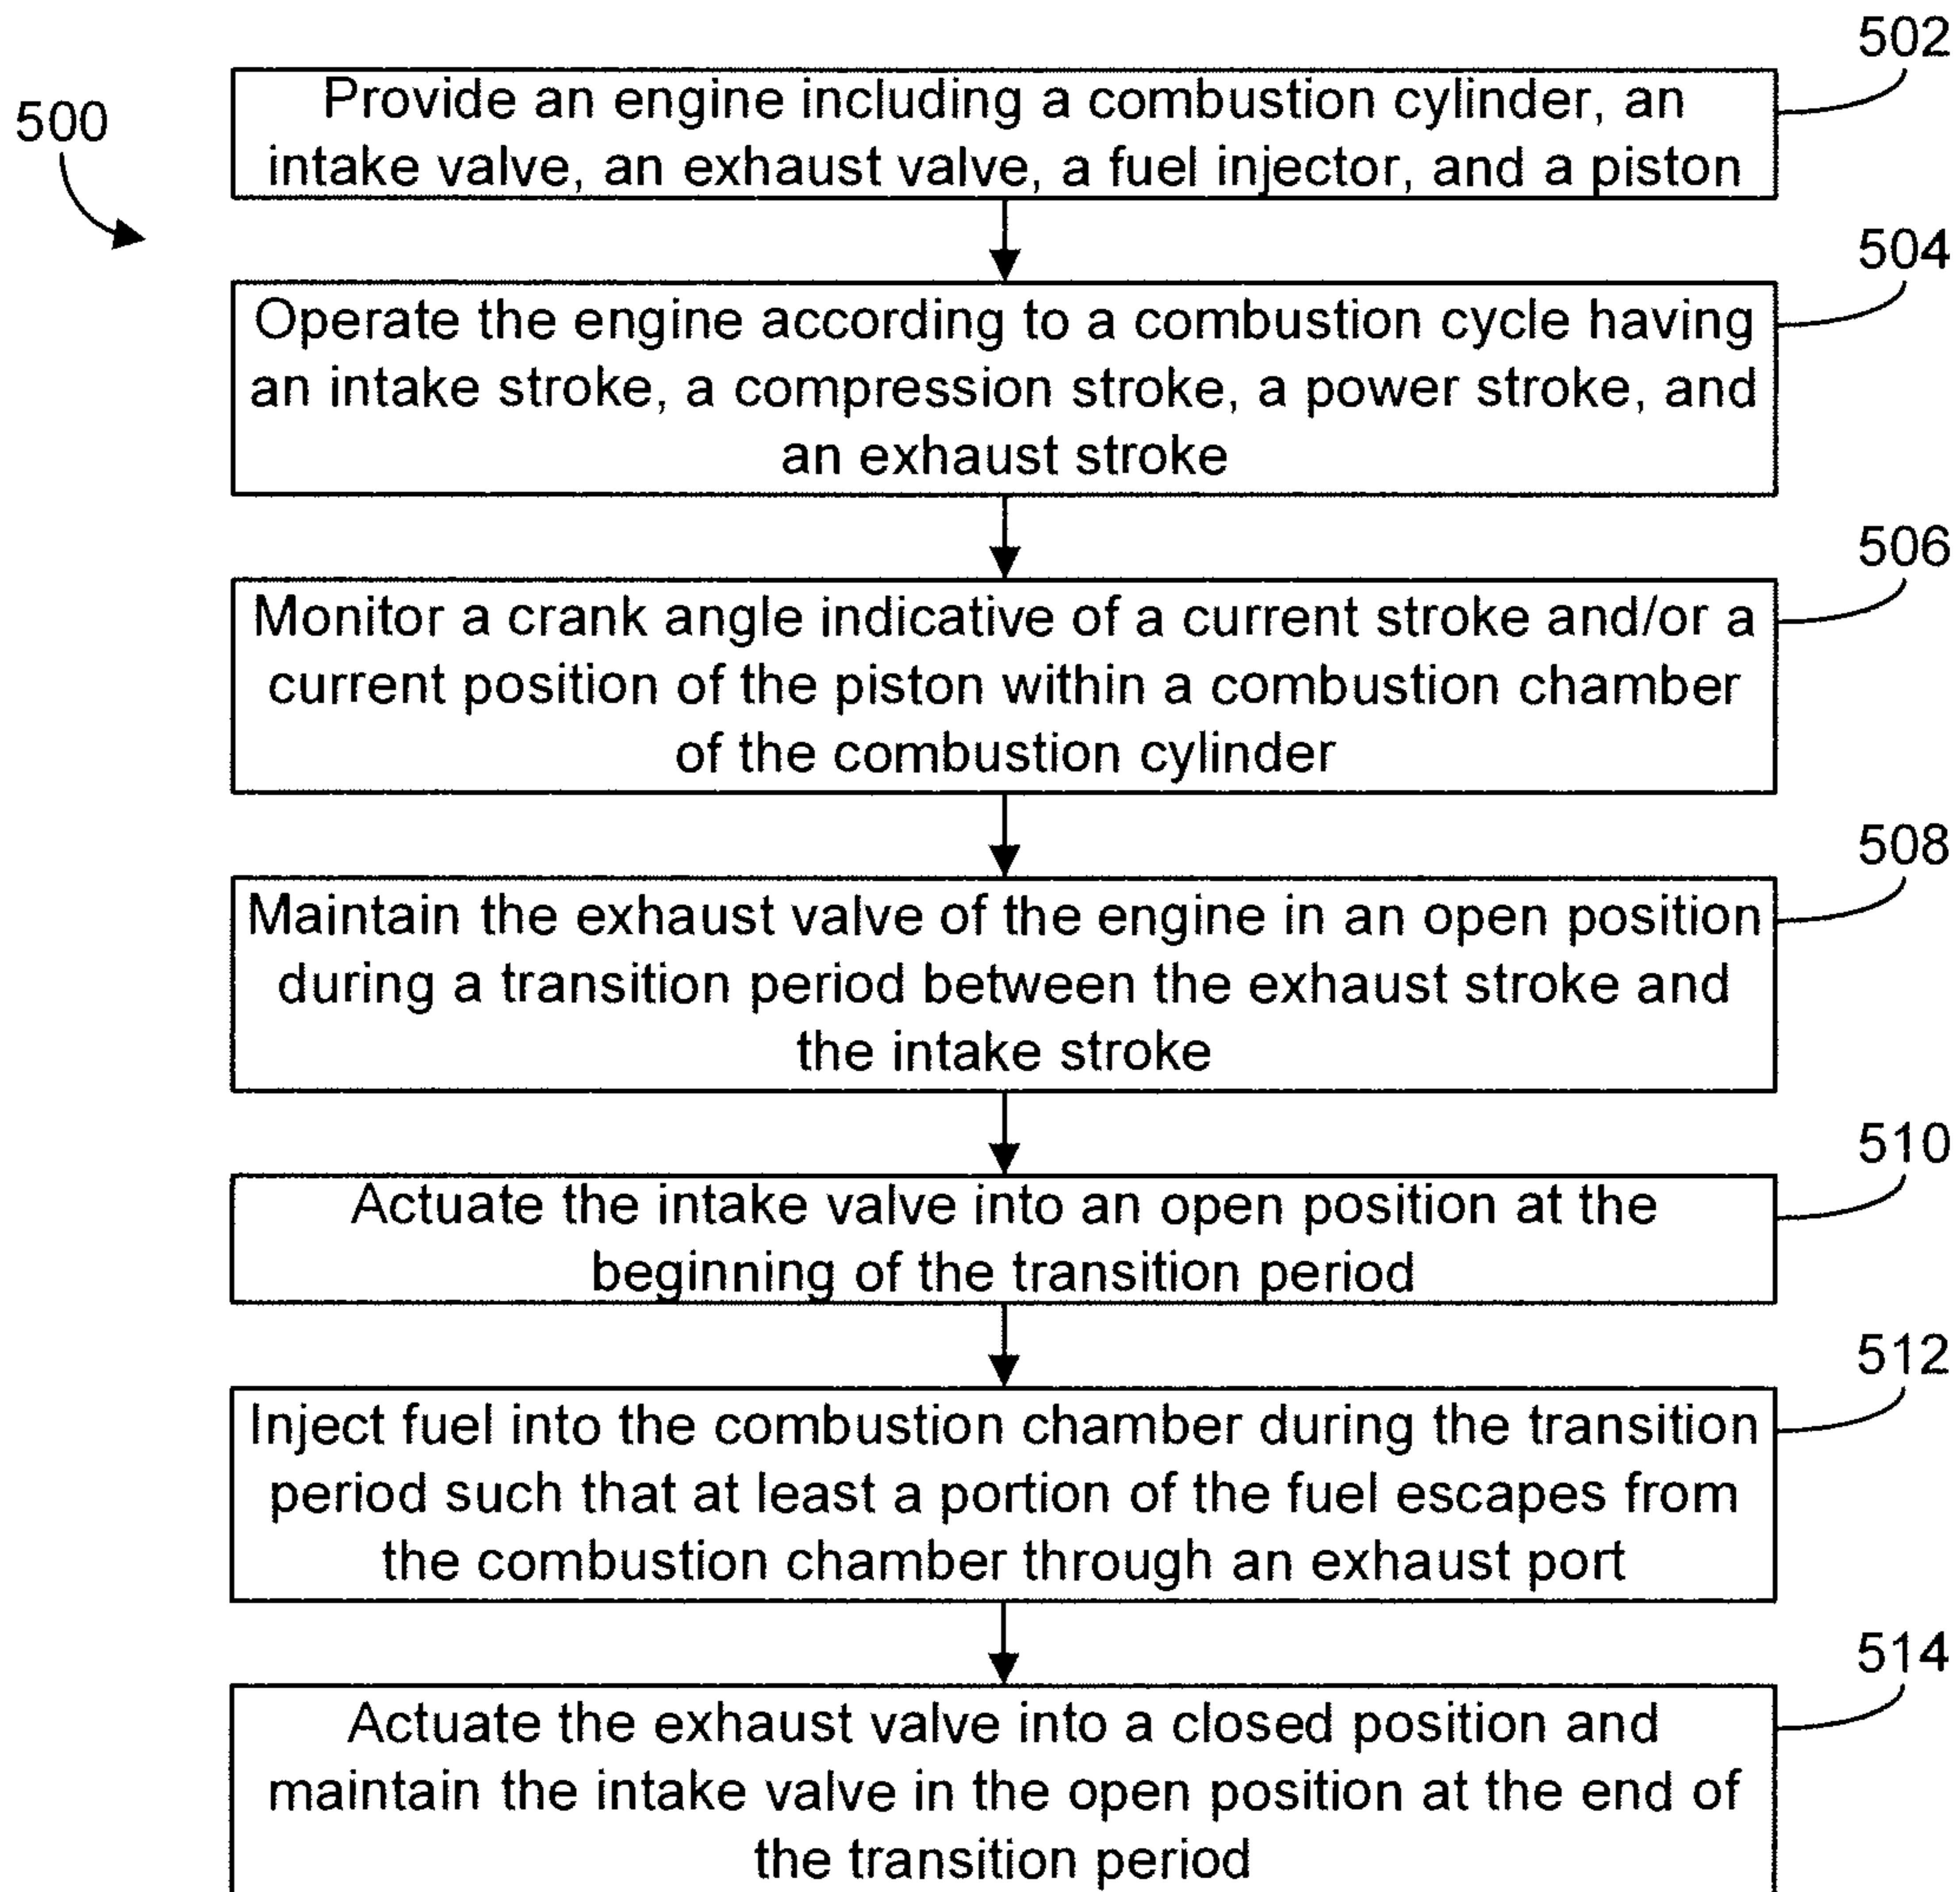 502
500
Provide an engine including a combustion cylinder, an
intake valve, an exhaust valve, a fuel injector, and a piston
504
Operate the engine according to a combustion cycle having
an intake stroke, a compression stroke, a power stroke, and
an exhaust stroke
506
Monitor a crank angle indicative of a current stroke and/or a
current position of the piston within a combustion chamber
of the combustion cylinder
508
Maintain the exhaust valve of the engine in an open position
during a transition period between the exhaust stroke and
the intake stroke
510
Actuate the intake valve into an open position at the
beginning of the transition period
512
Inject fuel into the combustion chamber during the transition
period such that at least a portion of the fuel escapes from
the combustion chamber through an exhaust port
514
Actuate the exhaust valve into a closed position and
maintain the intake valve in the open position at the end of
the transition period